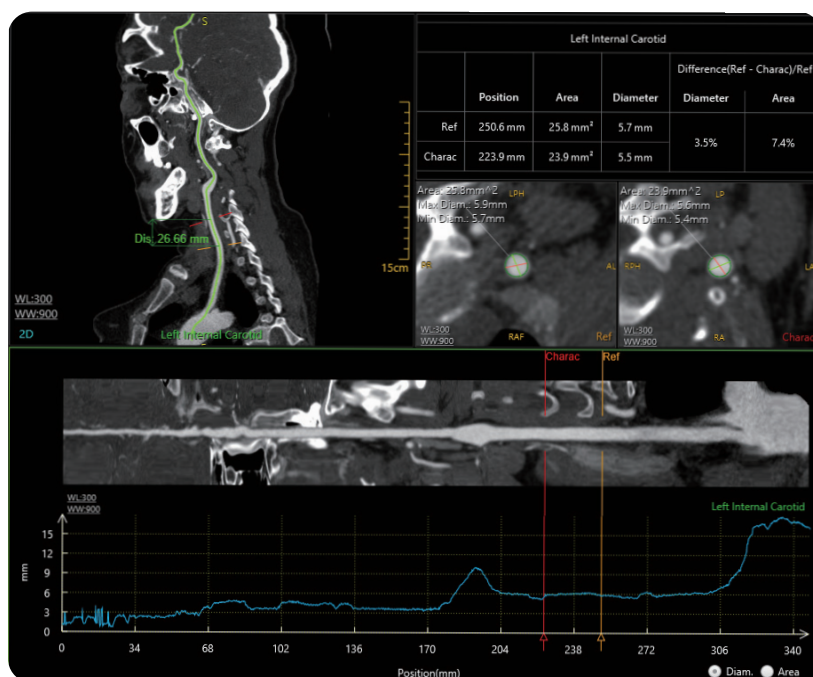 S
Dis: 26.66 mm
15cm
WL:300
WW:900
2D
Left Internal Carotid
Left Internal Carotid
Difference(Ref - Charac)/Ref
Position Area Diameter Diameter Area
Ref 250.6 mm 25.8 mm² 5.7 mm 3.5% 7.4%
Charac 223.9 mm 23.9 mm² 5.5 mm
Area: 25.8mm^2
Max Diam.: 5.9mm
Min Diam.: 5.7mm
LPH
AL
WL:300
WW:900
RAF
Ref
Area: 23.9mm^2
Max Diam.: 5.6mm
Min Diam.: 5.4mm
LP
RPH
LA
WL:300
WW:900
RA
Charac
Charac Ref
WL:300
WW:900
Left Internal Carotid
mm
15
12
9
6
3
0
0 34 68 102 136 170 204 238 272 306 340
Position(mm)
Diam. Area